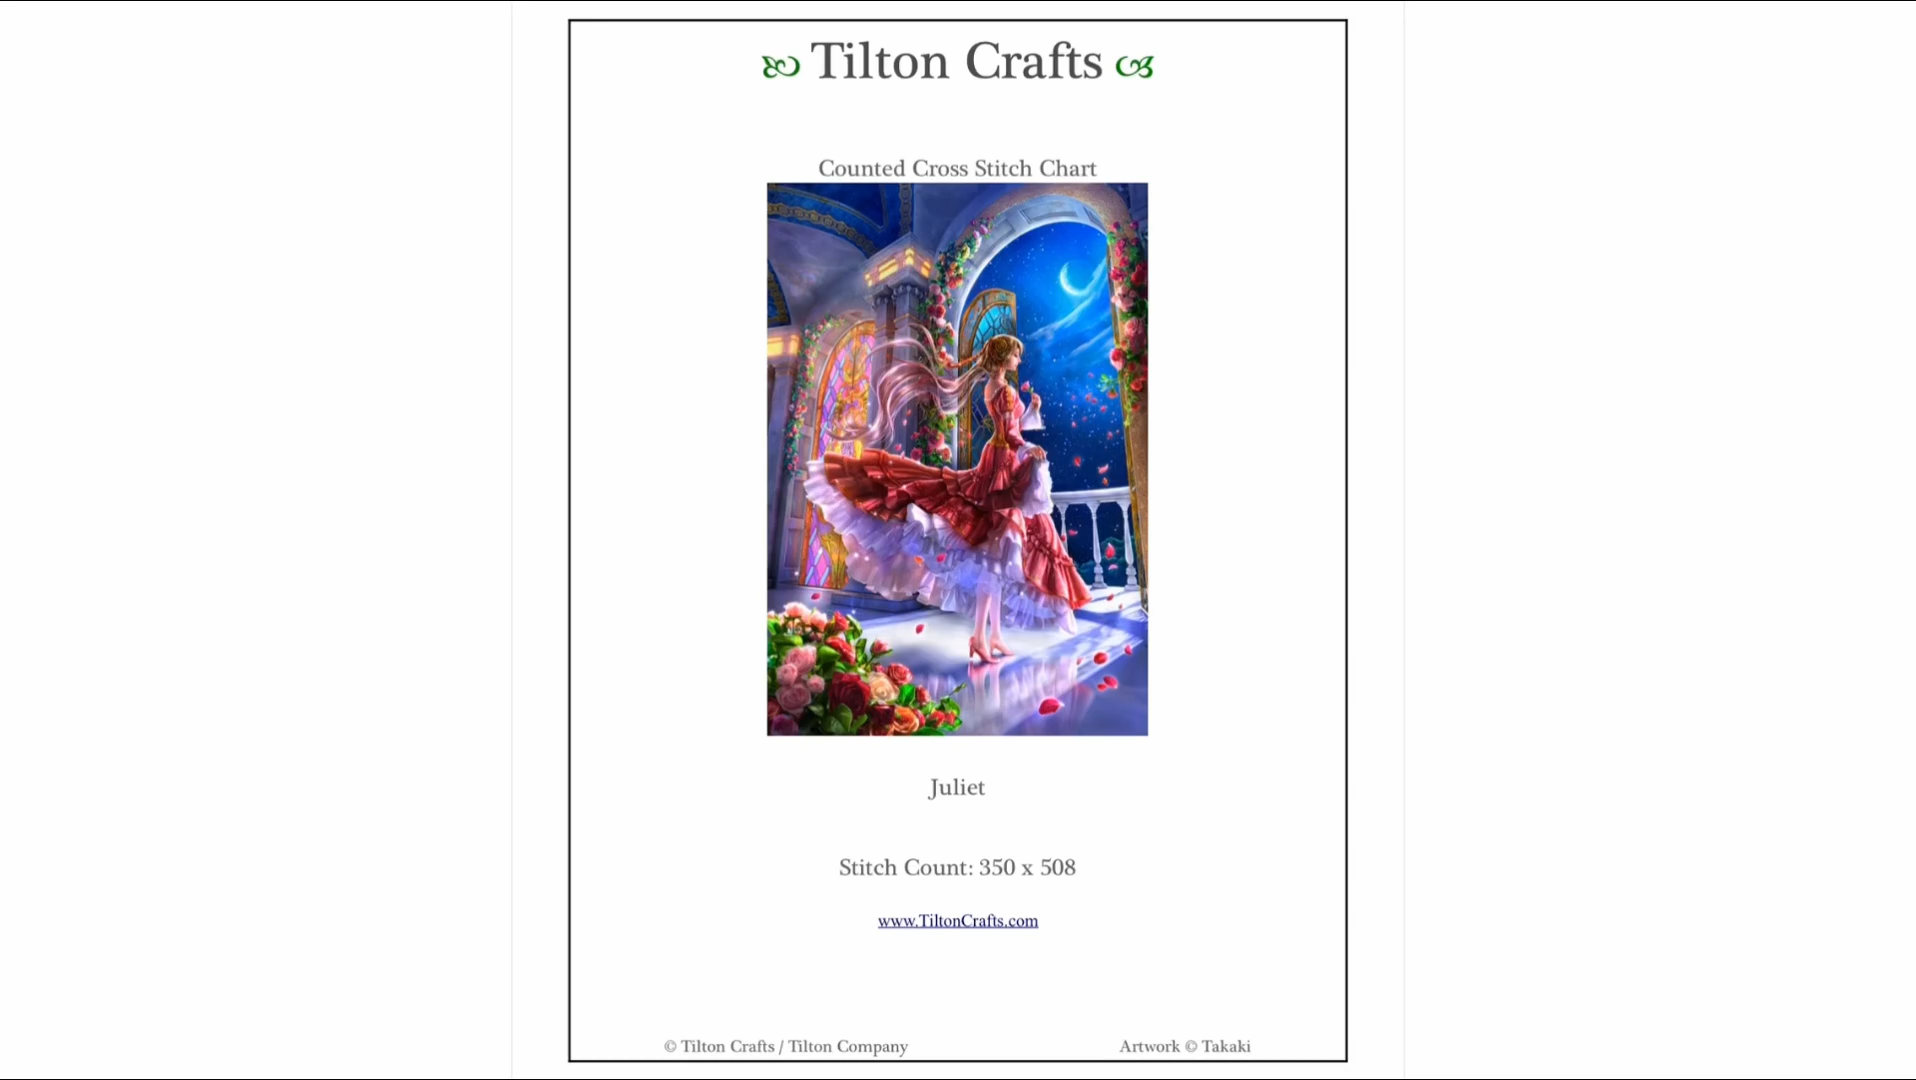 Tilton Crafts
Counted Cross Stitch Chart
Juliet
Stitch Count: 350 x 508
www.TiltonCrafts.com
© Tilton Crafts / Tilton Company
Artwork © Takaki